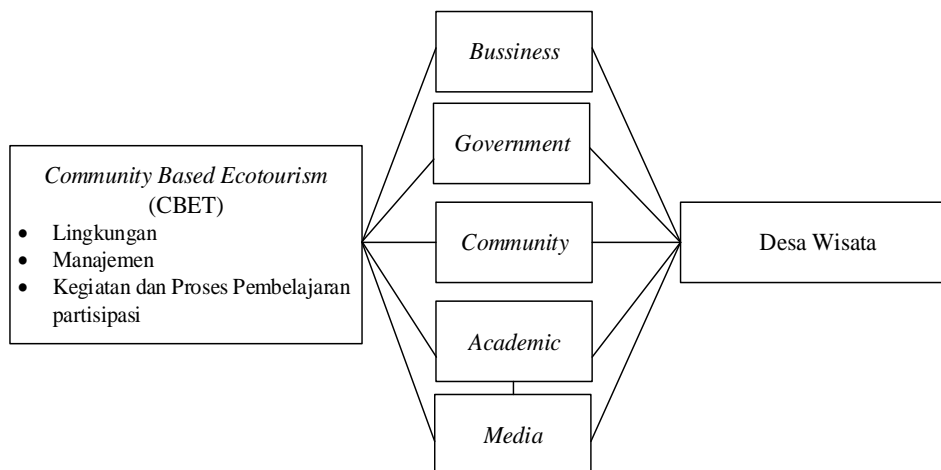 Community Based Ecotourism
(CBET)
• Lingkungan
• Manajemen
• Kegiatan dan Proses Pembelajaran
partisipasi
Bussiness
Government
Community
Academic
Media
Desa Wisata